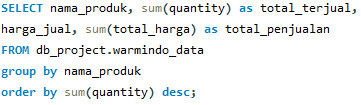 SELECT nama_produk, sum(quantity) as total_terjual,
harga_jual, sum(total_harga) as total_penjualan
FROM db_project.warmindo_data
group by nama_produk
order by sum(quantity) desc;